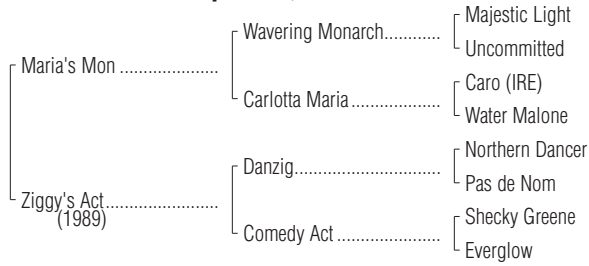 Majestic Light
Wavering Monarch............
Uncommitted
Maria's Mon .....................
Caro (IRE)
Carlotta Maria...................
Water Malone
Northern Dancer
Danzig...............................
Pas de Nom
Ziggy's Act........................
(1989)
Shecky Greene
Comedy Act ......................
Everglow